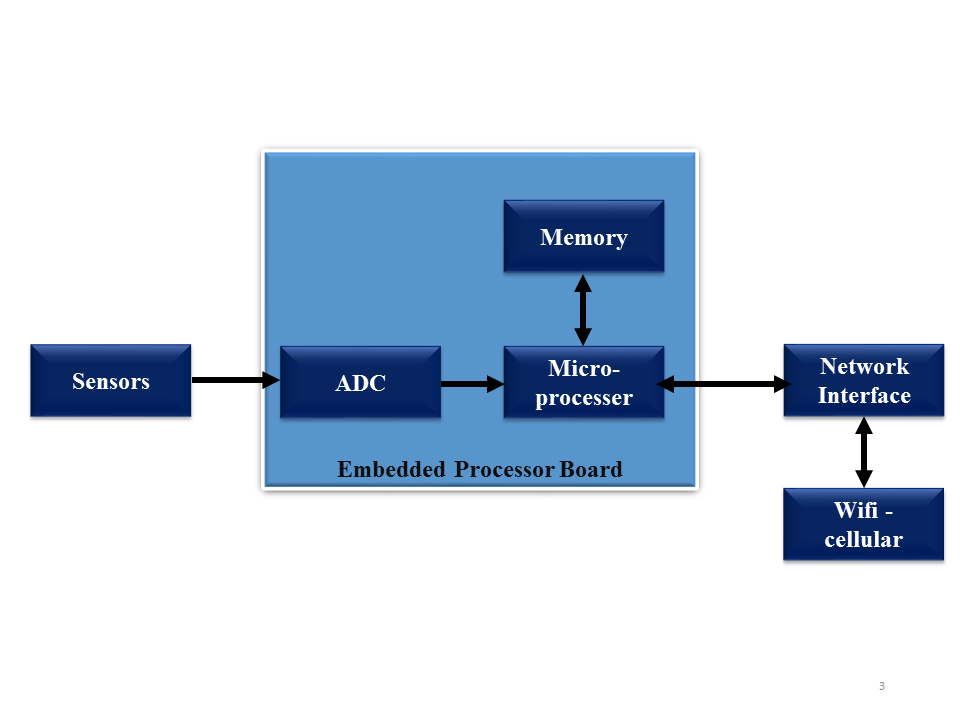 Memory
Sensors
ADC
Micro-
processer
Network
Interface
Embedded Processor Board
Wifi -
cellular
3